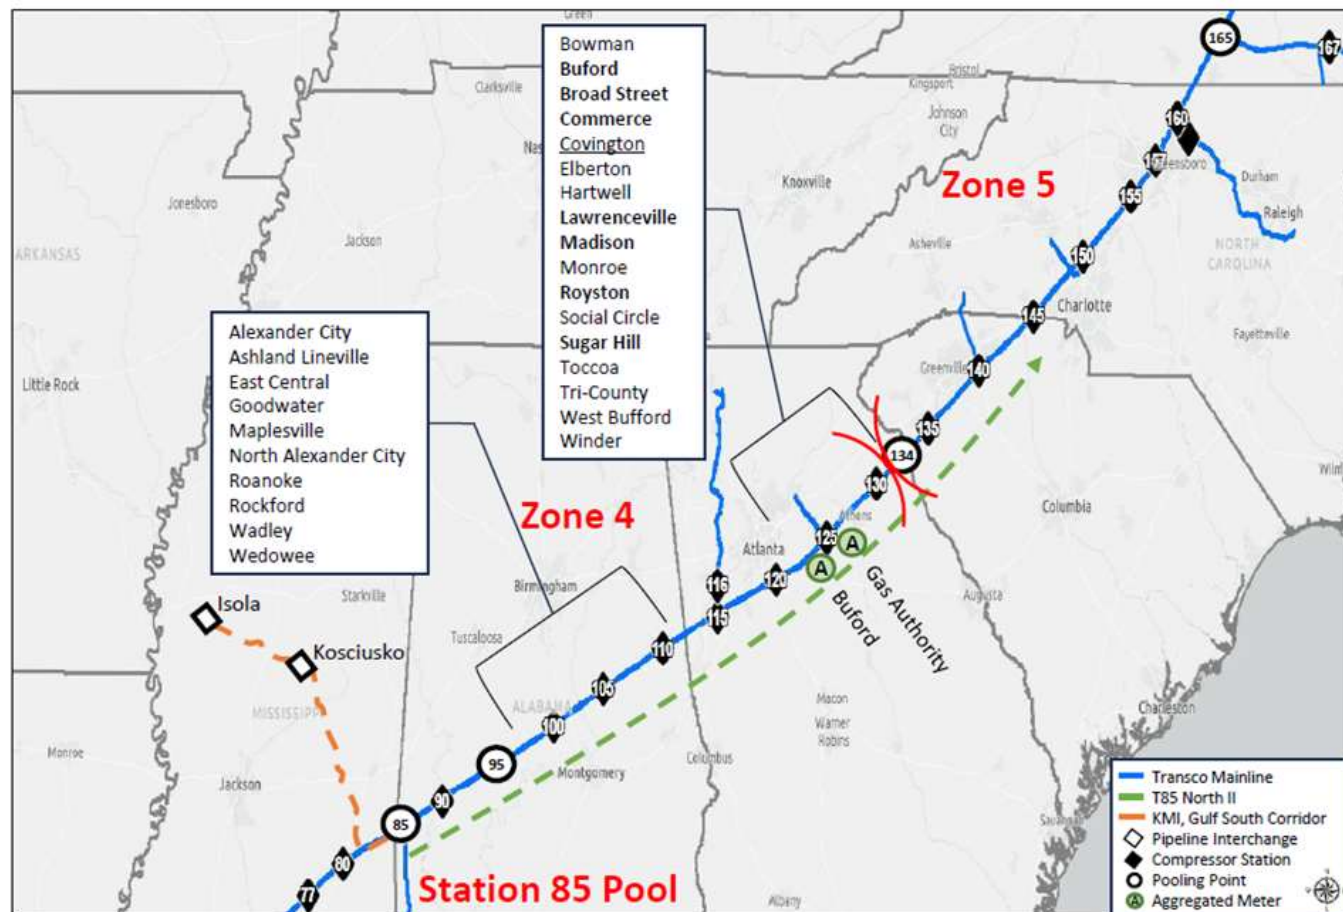 Bowman
Buford
Broad Street
Commerce
Covington
Elberton
Hartwell
Lawrenceville
Madison
Monroe
Royston
Social Circle
Sugar Hill
Toccoa
Tri-County
West Bufford
Winder
Alexander City
Ashland Lineville
East Central
Goodwater
Maplesville
North Alexander City
Roanoke
Rockford
Wadley
Wedowee
Zone 5
Zone 4
Station 85 Pool
Isola
Kosciusko
Gas Authority
Buford
A
A
165
167
160
157
155
150
145
140
135
134
130
125
120
116
115
110
105
100
95
90
85
80
77
Green
Clarksville
Bristol
Kingsport
Johnson
City
Knoxville
Asheville
Greensboro
Durham
Raleigh
NORTH
CAROLINA
Charlotte
Fayetteville
Greenville
Columbia
Jonesboro
Jackson
ARKANSAS
Little Rock
Starkville
Birmingham
Tuscaloosa
Atlanta
Athens
Augusta
MISSISSIPPI
ALABAMA
Monroe
Jackson
Montgomery
Columbus
Macon
Warner
Robins
Charleston
Albany
Transco Mainline
T85 North II
KMI, Gulf South Corridor
Pipeline Interchange
Compressor Station
Pooling Point
A Aggregated Meter